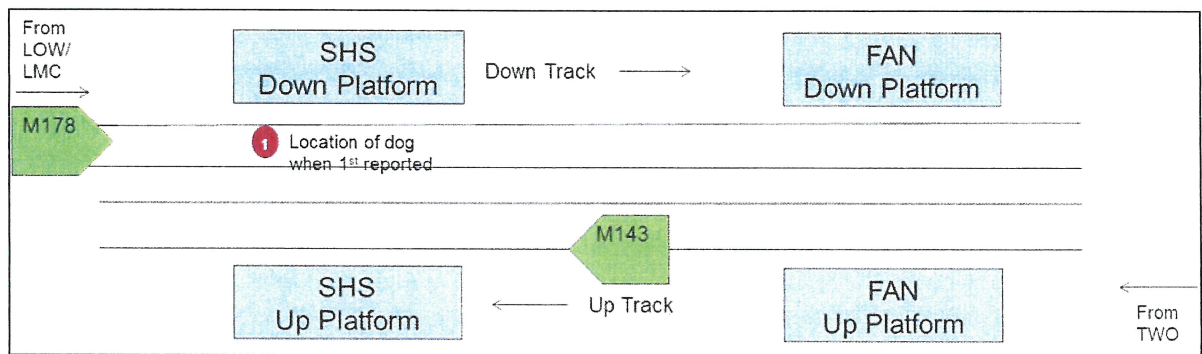 From
LOW/
LMC
SHS
Down Platform
Down Track
FAN
Down Platform
M178
1
Location of dog
when 1st reported
M143
SHS
Up Platform
Up Track
FAN
Up Platform
From
TWO